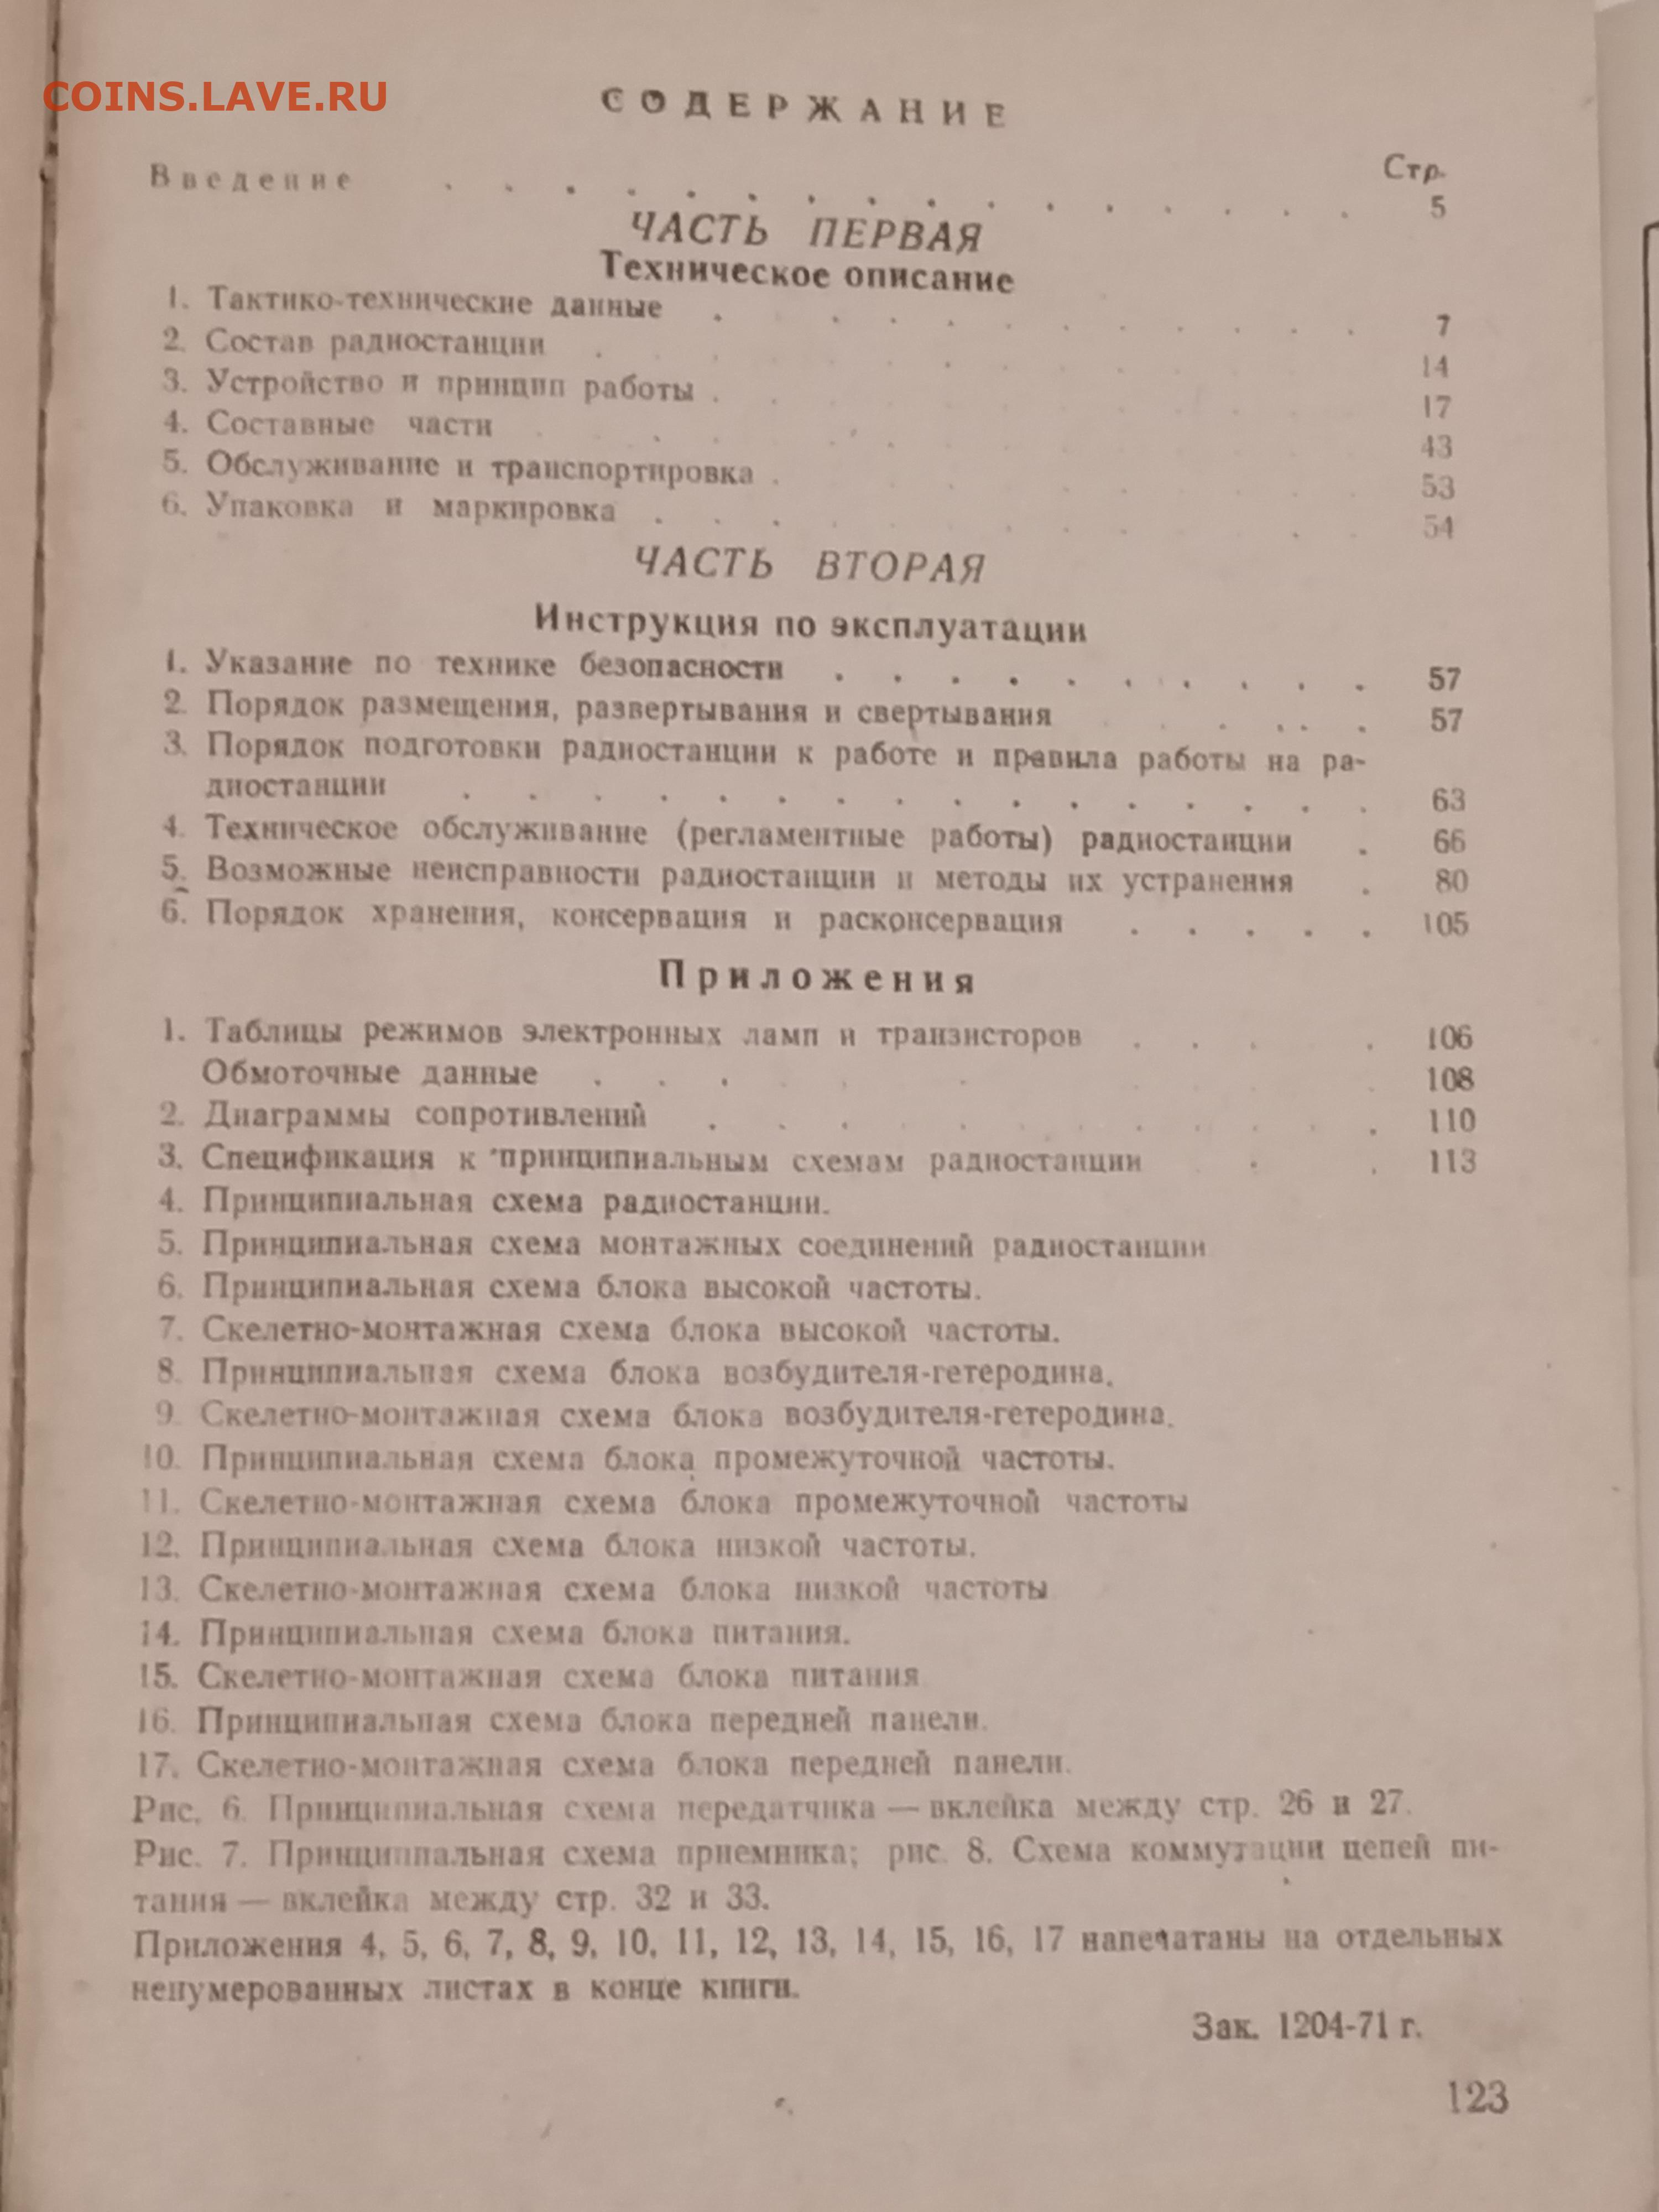 COINS.LAVE.RU
СОДЕРЖАНИЕ
Стр.
Введение . . . . . . . . . . . . . . . . 5
ЧАСТЬ ПЕРВАЯ
Техническое описание
1. Тактико-технические данные . . . . . . . . . . . 7
2. Состав радиостанции . . . . . . . . . . 14
3. Устройство и принцип работы . . . . . . . . 17
4. Составные части . . . . . . . . 43
5. Обслуживание и транспортировка . . . . . . . 53
6. Упаковка и маркировка . . . . . . . . . . 54
ЧАСТЬ ВТОРАЯ
Инструкция по эксплуатации
1. Указание по технике безопасности . . . . . . . . . . 57
2. Порядок размещения, развертывания и свертывания . . . . . 57
3. Порядок подготовки радиостанции к работе и правила работы на ра-
диостанции . . . . . . . . . . . . . . . . 63
4. Техническое обслуживание (регламентные работы) радиостанции . 66
5. Возможные неисправности радиостанции и методы их устранения . 80
6. Порядок хранения, консервация и расконсервация . . . . . 105
Приложения
1. Таблицы режимов электронных ламп и транзисторов . . . . 106
Обмоточные данные . . . . . . . 108
2. Диаграммы сопротивлений . . . . . . . . . . . . 110
3. Спецификация к принципиальным схемам радиостанции . . 113
4. Принципиальная схема радиостанции.
5. Принципиальная схема монтажных соединений радиостанции
6. Принципиальная схема блока высокой частоты.
7. Скелетно-монтажная схема блока высокой частоты.
8. Принципиальная схема блока возбудителя-гетеродина.
9. Скелетно-монтажная схема блока возбудителя-гетеродина.
10. Принципиальная схема блока промежуточной частоты.
11. Скелетно-монтажная схема блока промежуточной частоты
12. Принципиальная схема блока низкой частоты.
13. Скелетно-монтажная схема блока низкой частоты
14. Принципиальная схема блока питания.
15. Скелетно-монтажная схема блока питания
16. Принципиальная схема блока передней панели.
17. Скелетно-монтажная схема блока передней панели.
Рис. 6. Принципиальная схема передатчика — вклейка между стр. 26 и 27.
Рис. 7. Принципиальная схема приемника; рис. 8. Схема коммутации цепей пи-
тания — вклейка между стр. 32 и 33.
Приложения 4, 5, 6, 7, 8, 9, 10, 11, 12, 13, 14, 15, 16, 17 напечатаны на отдельных
ненумерованных листах в конце книги.
Зак. 1204-71 г.
123